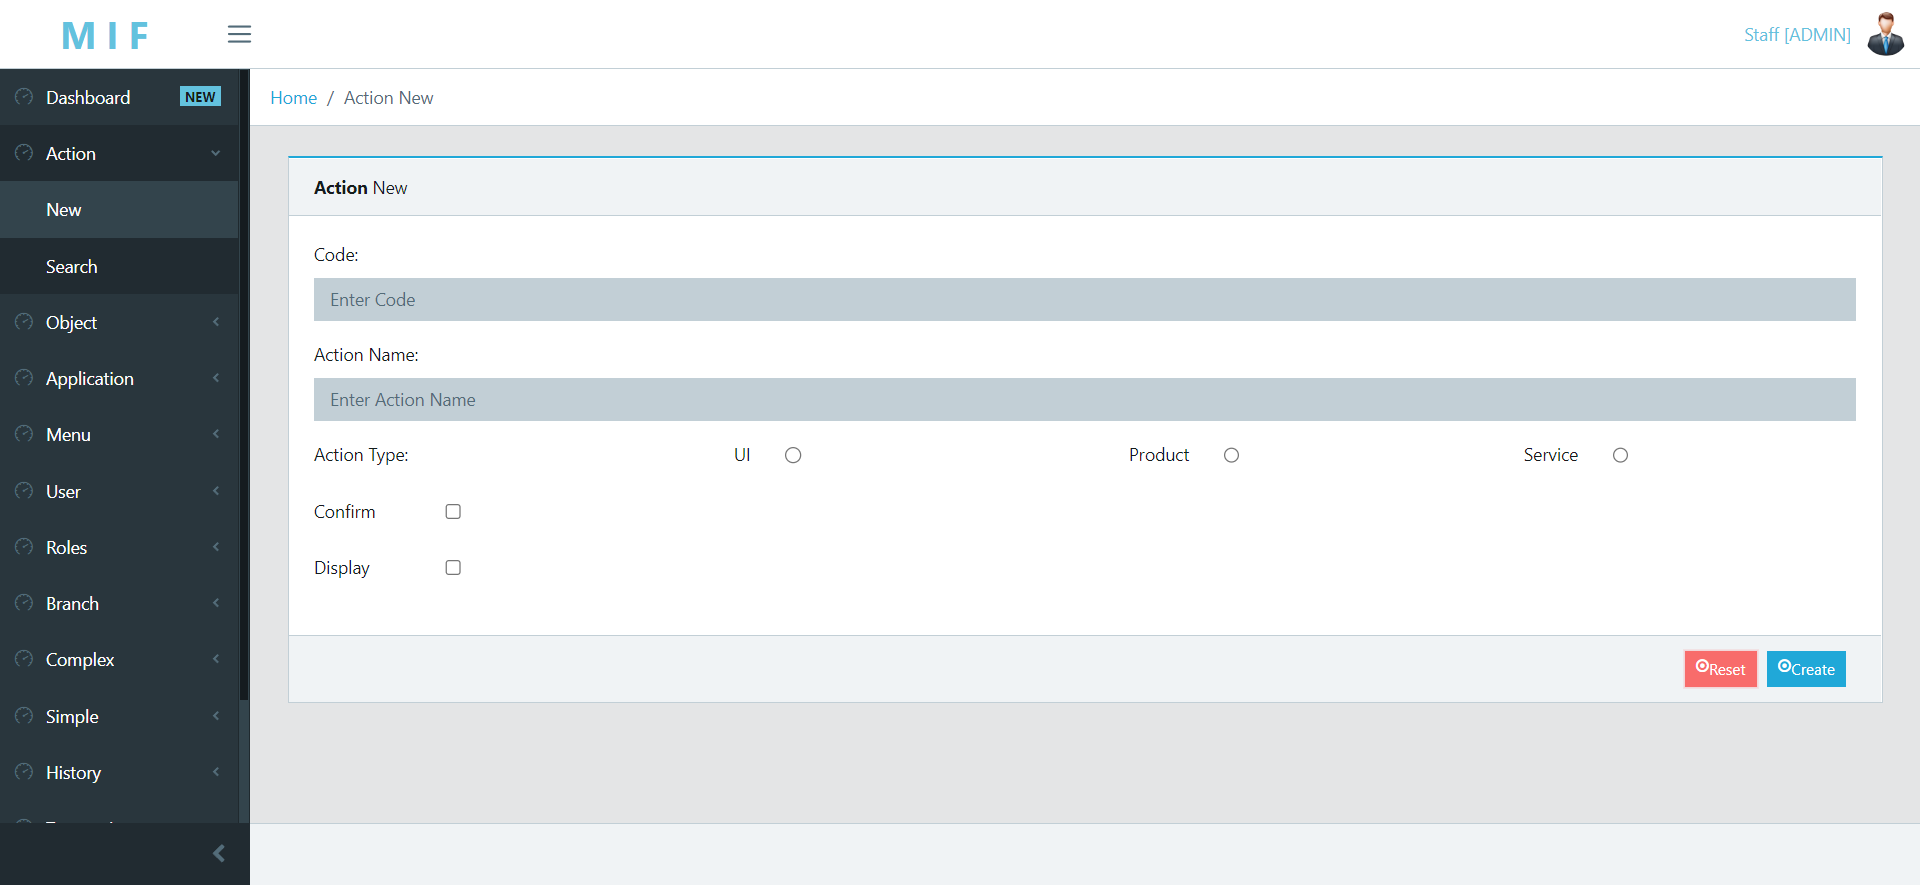 M I F
Staff [ADMIN]
Dashboard NEW
Action
New
Search
Object
Application
Menu
User
Roles
Branch
Complex
Simple
History
Home / Action New
Action New
Code:
Enter Code
Action Name:
Enter Action Name
Action Type: UI Product Service
Confirm
Display
Reset Create